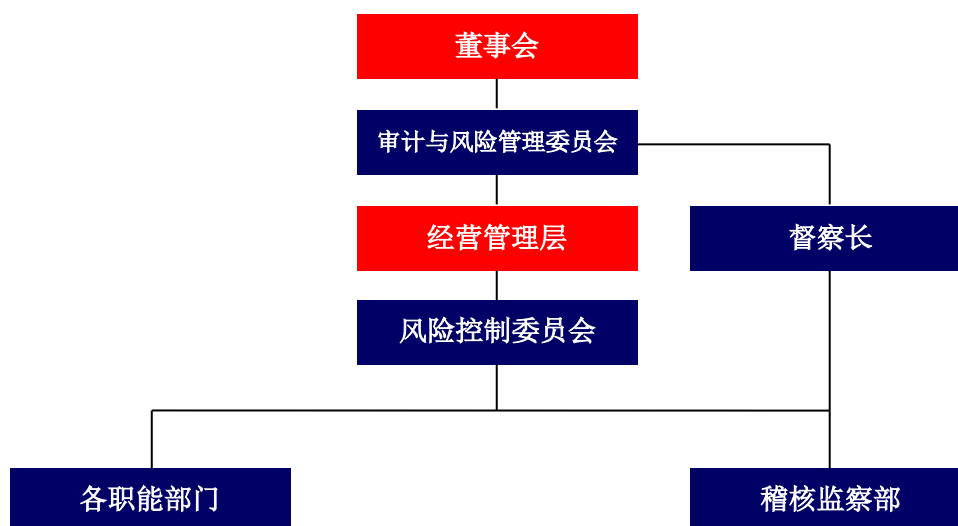 董事会
审计与风险管理委员会
经营管理层
督察长
风险控制委员会
各职能部门
稽核监察部